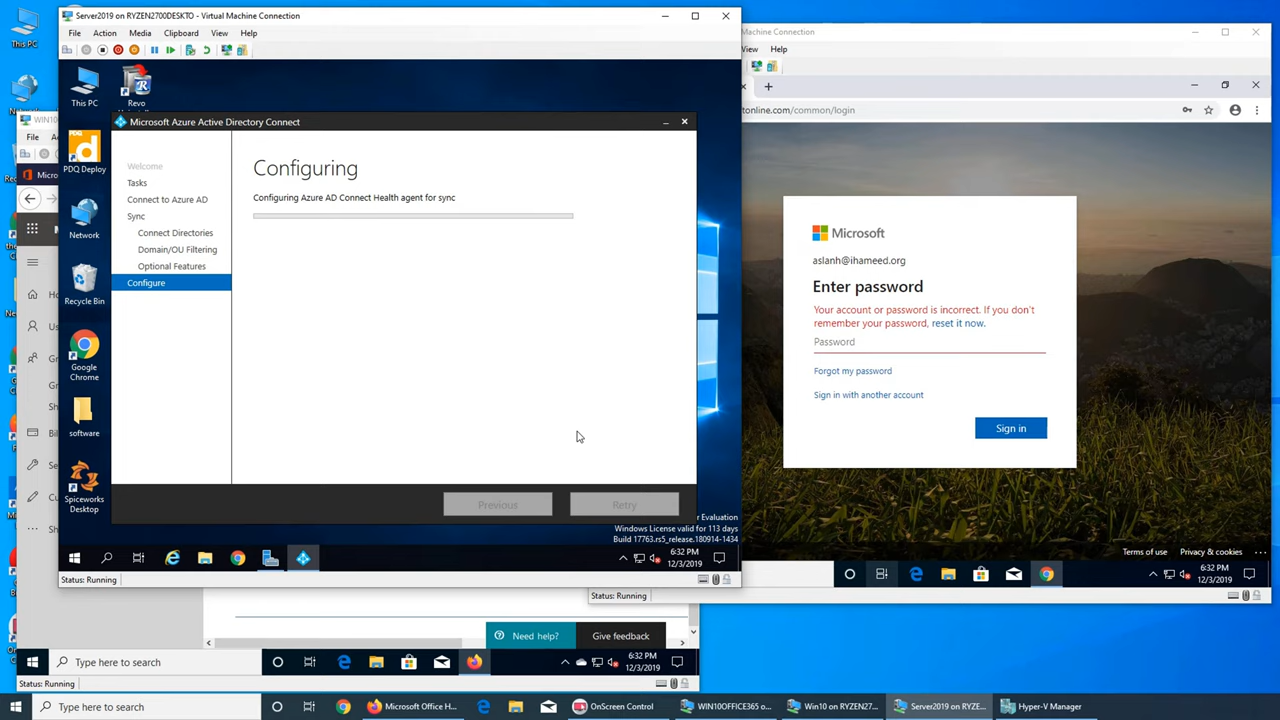 This PC
Server2019 on RYZEN2700DESKTO - Virtual Machine Connection
File Action Media Clipboard View Help
This PC
Revo
PDQ Deploy
Network
Recycle Bin
Google
Chrome
software
Spiceworks
Desktop
Microsoft Azure Active Directory Connect
Welcome
Tasks
Connect to Azure AD
Sync
Connect Directories
Domain/OU Filtering
Optional Features
Configure
Configuring
Configuring Azure AD Connect Health agent for sync
Previous
Retry
Evaluation
Windows License valid for 113 days
Build 17763.rs5_release.180914-1434
6:32 PM
12/3/2019
Status: Running
Machine Connection
View Help
tonline.com/common/login
Microsoft
aslanh@ihameed.org
Enter password
Your account or password is incorrect. If you don't
remember your password, reset it now.
Password
Forgot my password
Sign in with another account
Sign in
Terms of use Privacy & cookies ...
6:32 PM
12/3/2019
Status: Running
WIN10
File
Need help?
Give feedback
Type here to search
6:32 PM
12/3/2019
Status: Running
Type here to search
Microsoft Office H...
OnScreen Control
WIN10OFFICE365 o...
Win10 on RYZEN27...
Server2019 on RYZE...
Hyper-V Manager